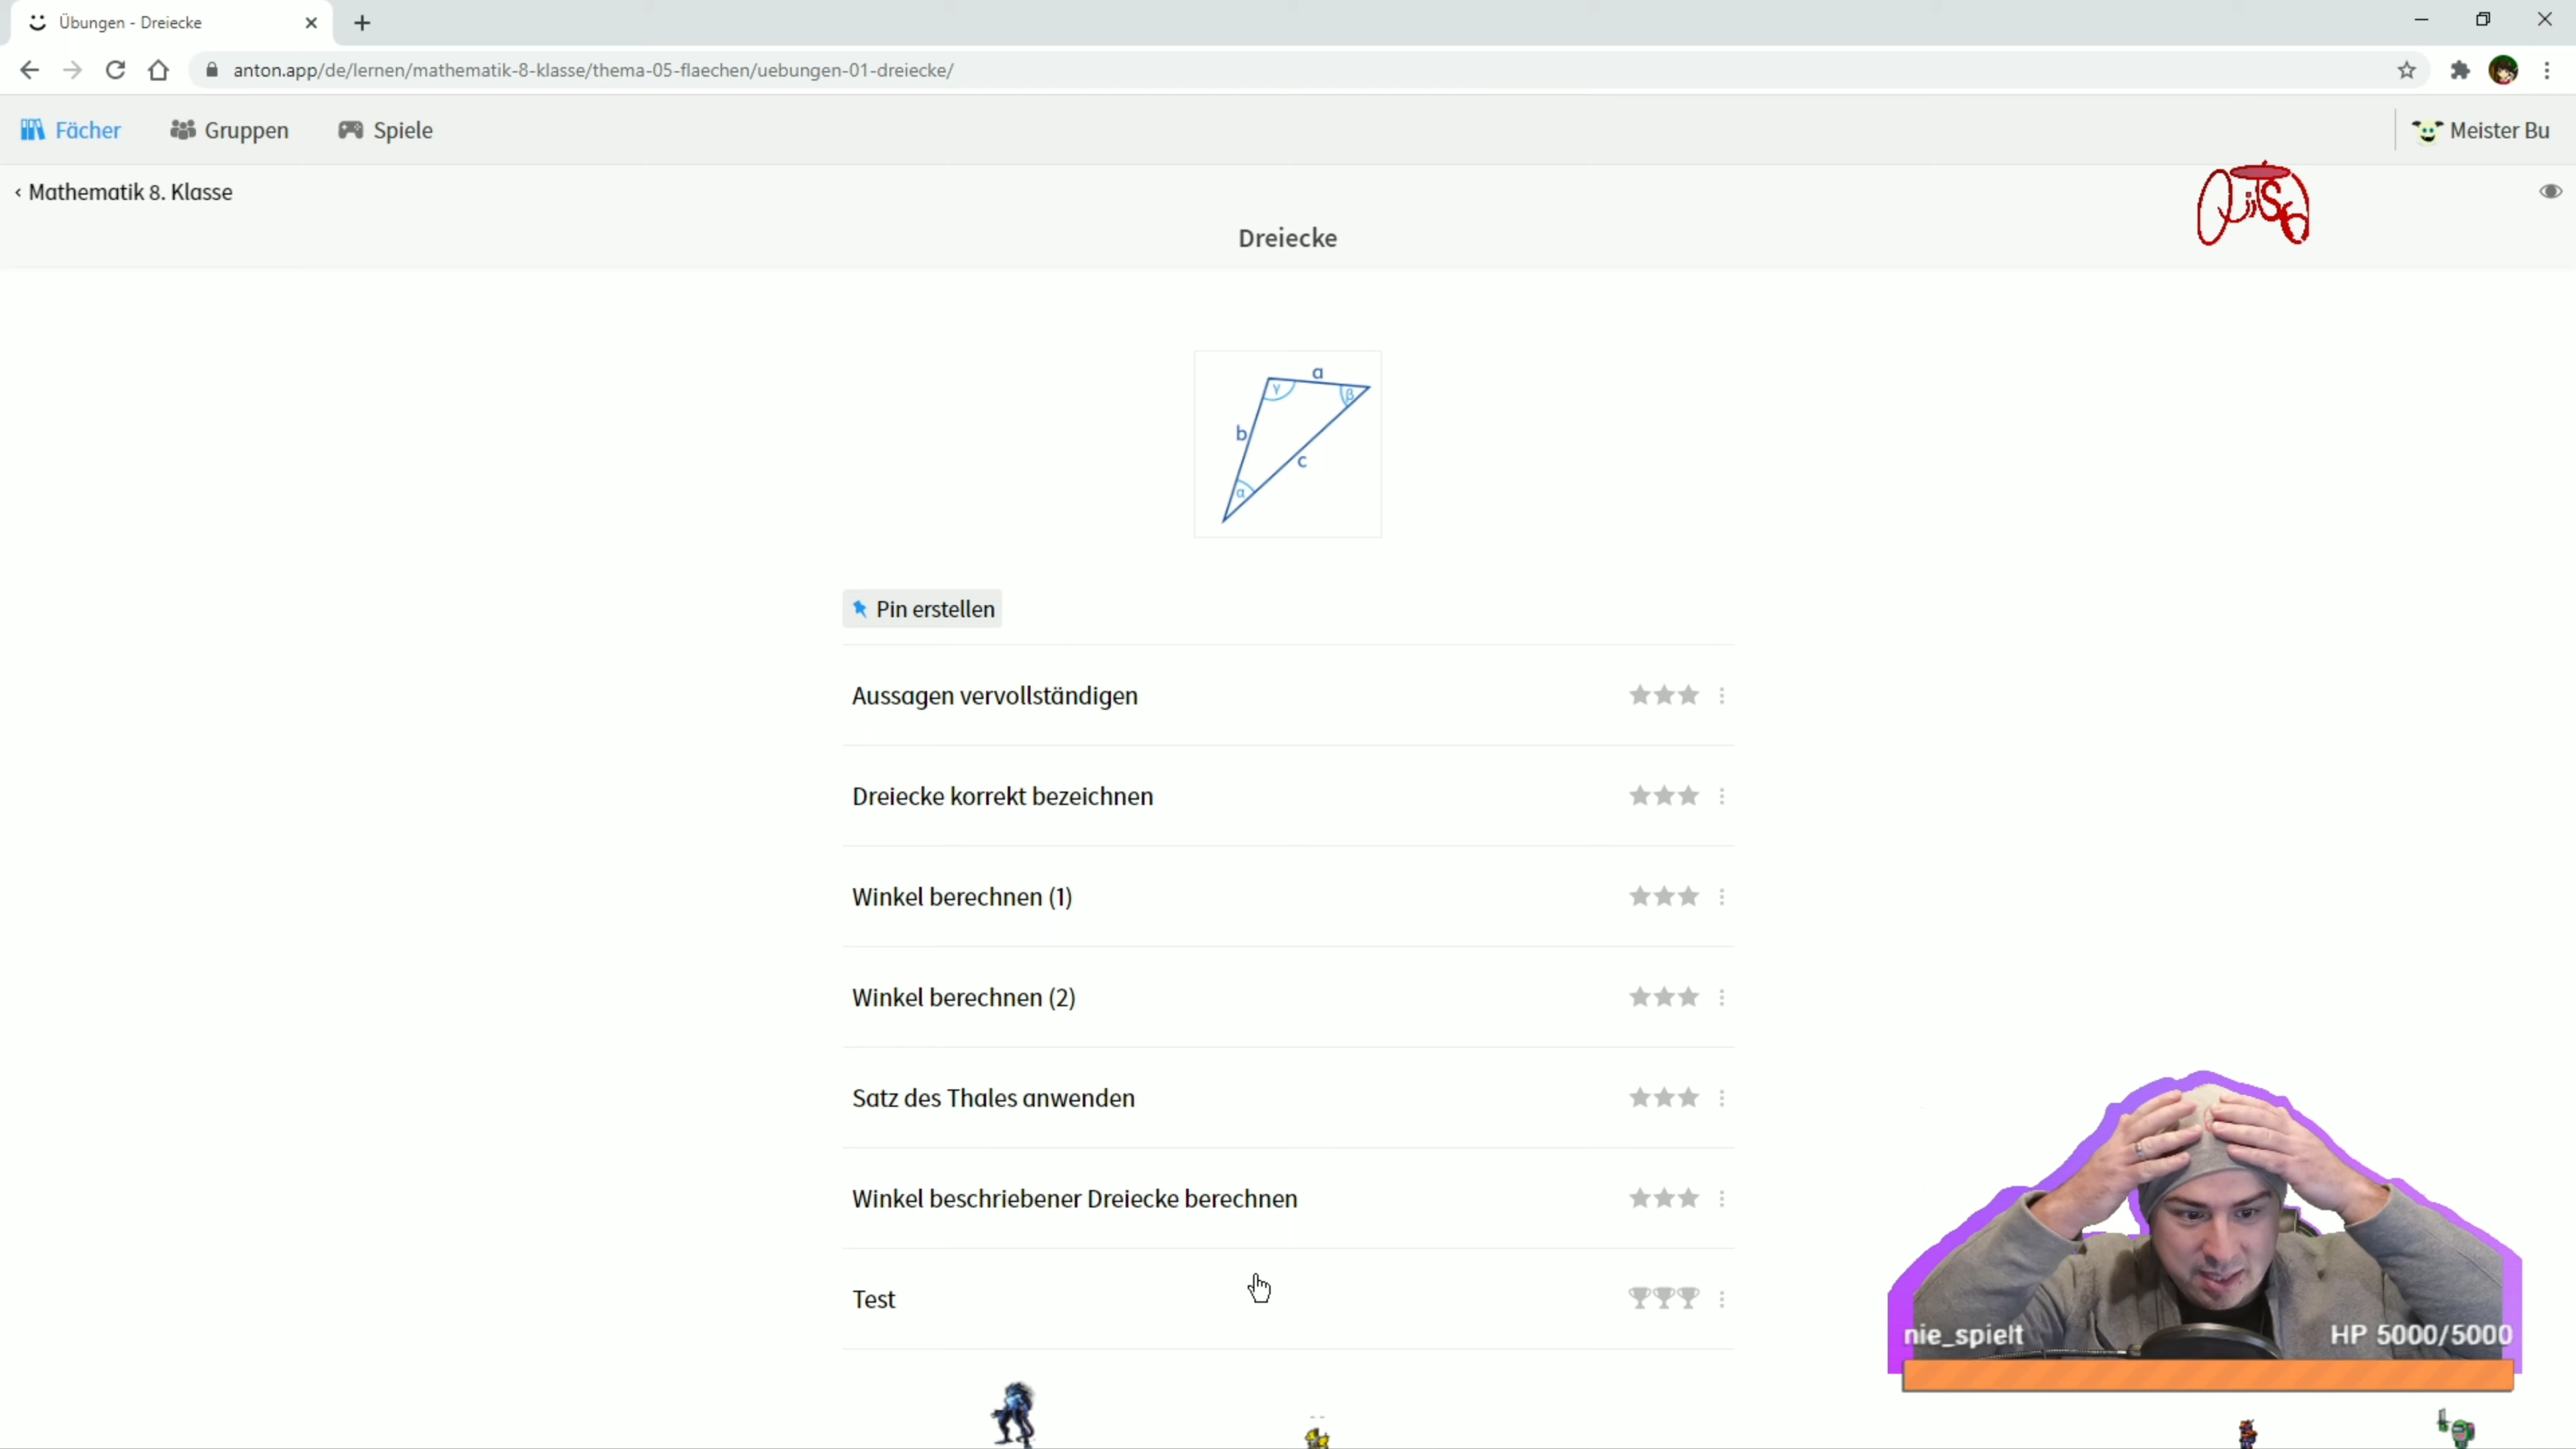 Übungen - Dreiecke
anton.app/de/lernen/mathematik-8-klasse/thema-05-flaechen/uebungen-01-dreiecke/
Fächer
Gruppen
Spiele
Meister Bu
‹ Mathematik 8. Klasse
Dreiecke
a
γ
β
b
c
α
Pin erstellen
Aussagen vervollständigen
Dreiecke korrekt bezeichnen
Winkel berechnen (1)
Winkel berechnen (2)
Satz des Thales anwenden
Winkel beschriebener Dreiecke berechnen
Test
nie_spielt
HP 5000/5000